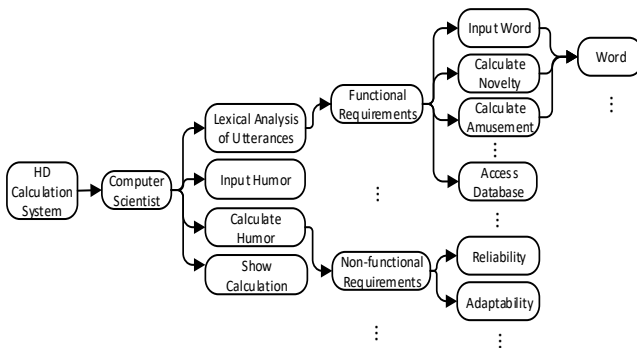 HD
Calculation
System
Computer
Scientist
Lexical Analysis
of Utterances
Input Humor
Calculate
Humor
Show
Calculation
Functional
Requirements
Non-functional
Requirements
Input Word
Calculate
Novelty
Calculate
Amusement
Access
Database
Reliability
Adaptability
Word